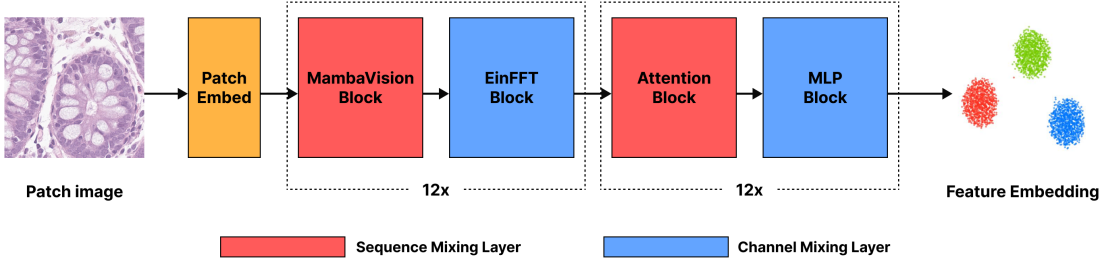 Patch
Embed
MambaVision
Block
EinFFT
Block
Attention
Block
MLP
Block
Patch image
12x
12x
Feature Embedding
Sequence Mixing Layer
Channel Mixing Layer